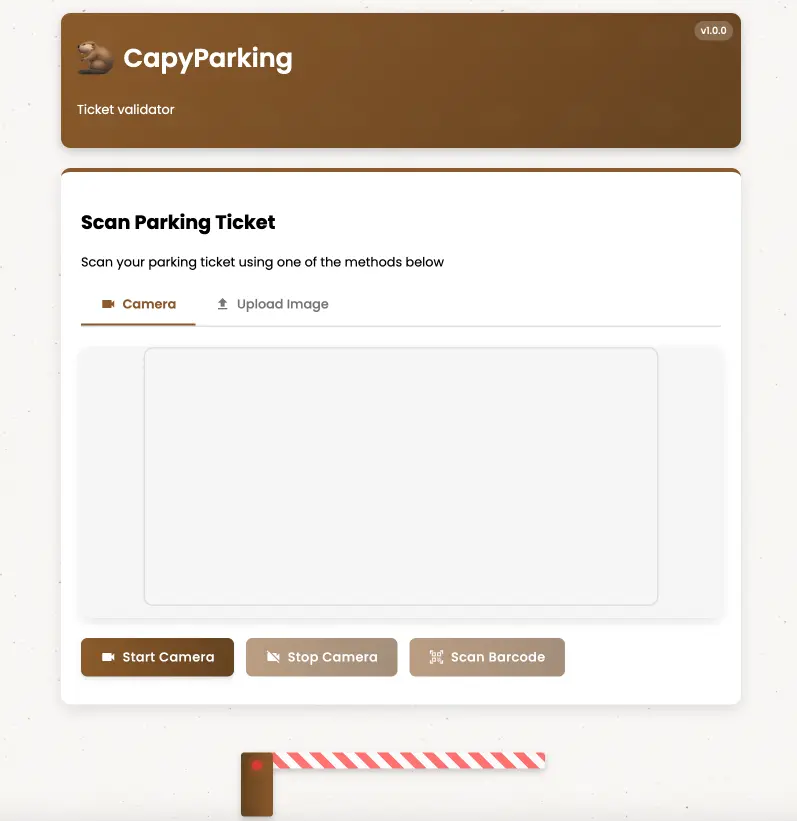 v1.0.0
CapyParking
Ticket validator
Scan Parking Ticket
Scan your parking ticket using one of the methods below
Camera Upload Image
Start Camera Stop Camera Scan Barcode